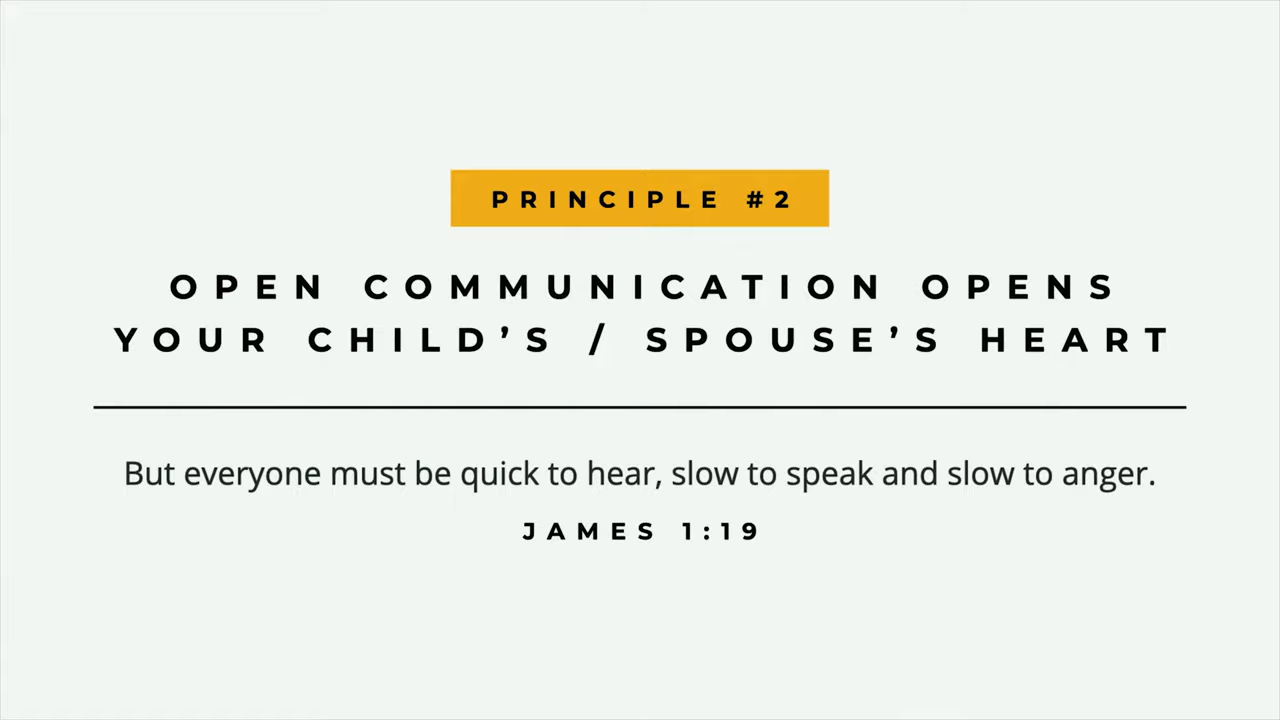 PRINCIPLE #2
OPEN COMMUNICATION OPENS
YOUR CHILD’S / SPOUSE’S HEART
But everyone must be quick to hear, slow to speak and slow to anger.
JAMES 1:19